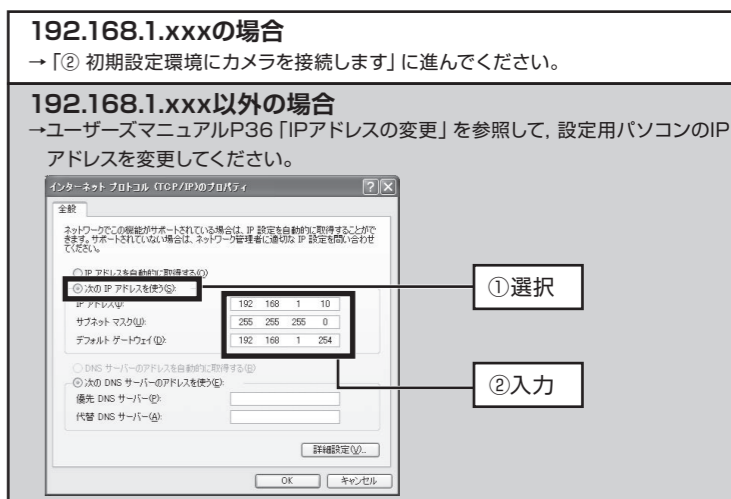 192.168.1.xxxの場合
→「② 初期設定環境にカメラを接続します」に進んでください。
192.168.1.xxx以外の場合
→ユーザーズマニュアルP36「IPアドレスの変更」を参照して, 設定用パソコンのIP
アドレスを変更してください。
インターネット プロトコル (TCP/IP)のプロパティ
全般
ネットワークでこの機能がサポートされている場合は、IP 設定を自動的に取得することがで
きます。サポートされていない場合は、ネットワーク管理者に適切な IP 設定を問い合わせ
てください。
IP アドレスを自動的に取得する(O)
次の IP アドレスを使う(S):
①選択
IP アドレス(I): 192 168 1 10
サブネット マスク(U): 255 255 255 0
デフォルト ゲートウェイ(D): 192 168 1 254
DNS サーバーのアドレスを自動的に取得する(B)
次の DNS サーバーのアドレスを使う(E):
②入力
優先 DNS サーバー(P):
代替 DNS サーバー(A):
詳細設定(V)...
OK キャンセル